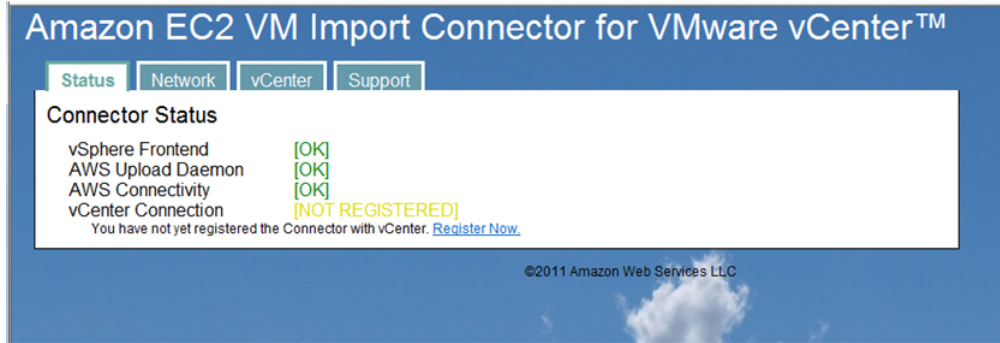 Amazon EC2 VM Import Connector for VMware vCenter™
Status Network vCenter Support
Connector Status
vSphere Frontend [OK]
AWS Upload Daemon [OK]
AWS Connectivity [OK]
vCenter Connection [NOT REGISTERED]
You have not yet registered the Connector with vCenter. Register Now.
©2011 Amazon Web Services LLC